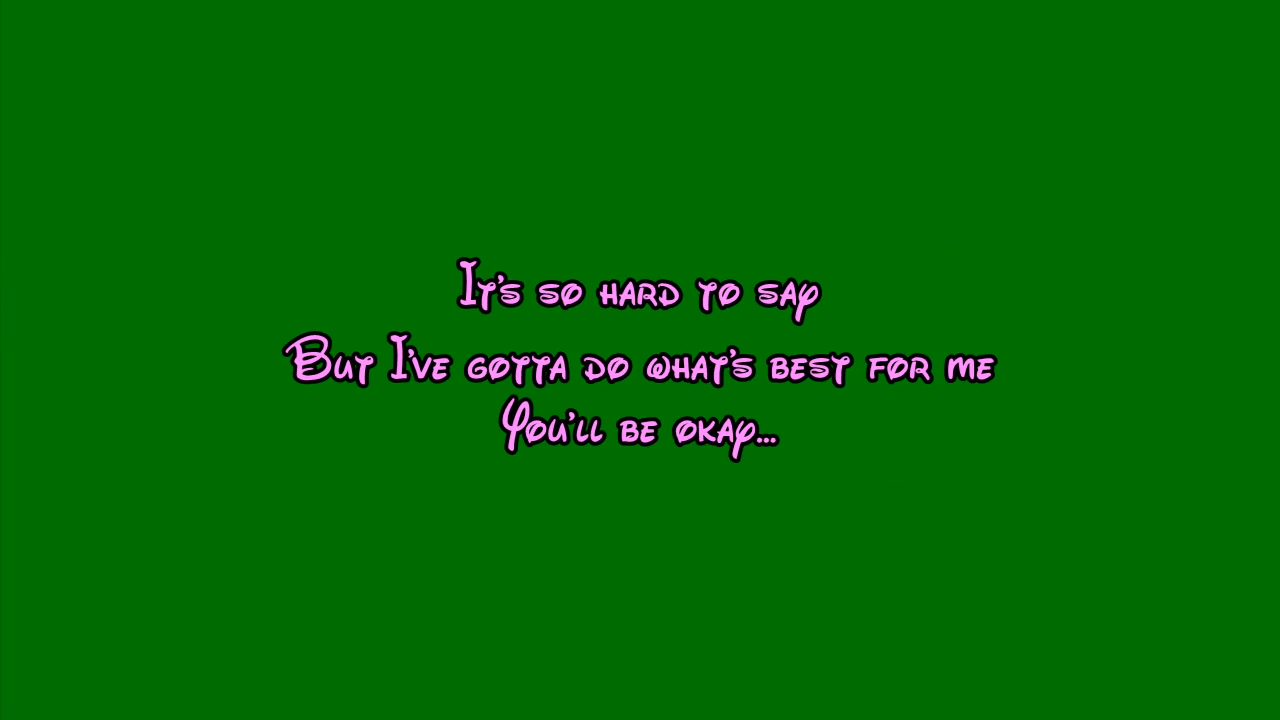 It's so hard to say
But I've gotta do what's best for me
You'll be okay...